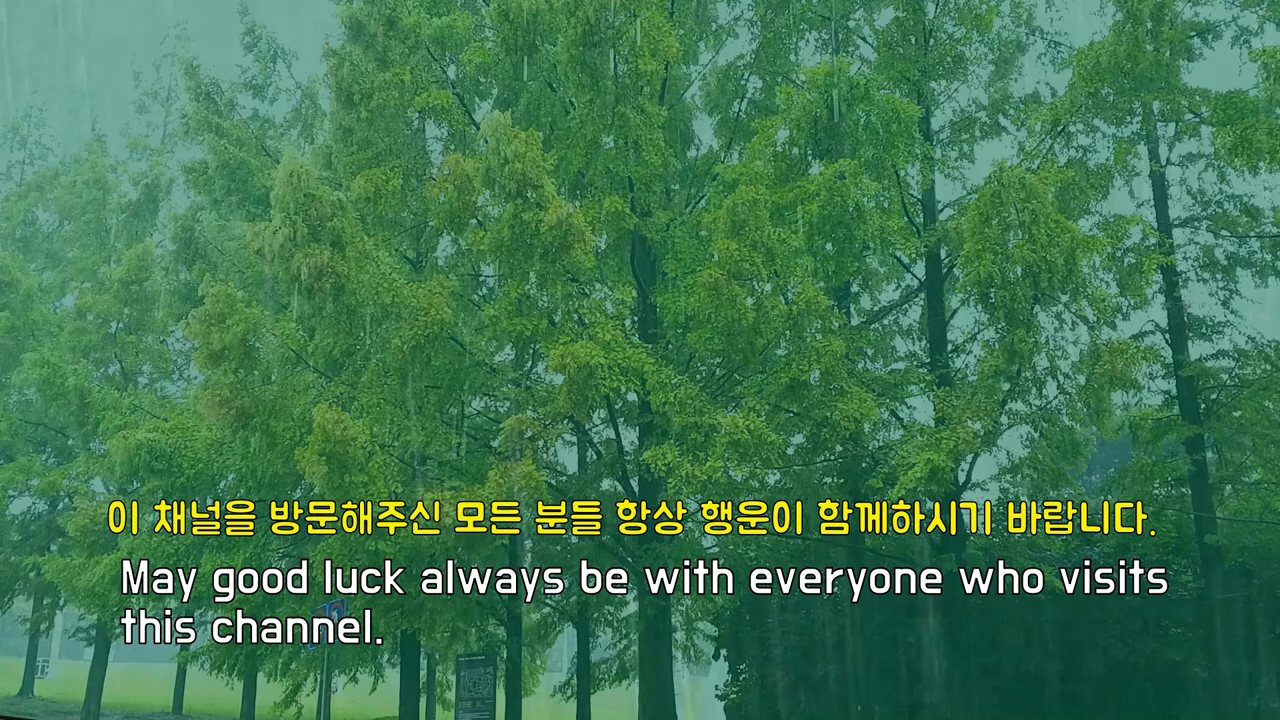 이 채널을 방문해주신 모든 분들 항상 행운이 함께하시기 바랍니다.
May good luck always be with everyone who visits
this channel.